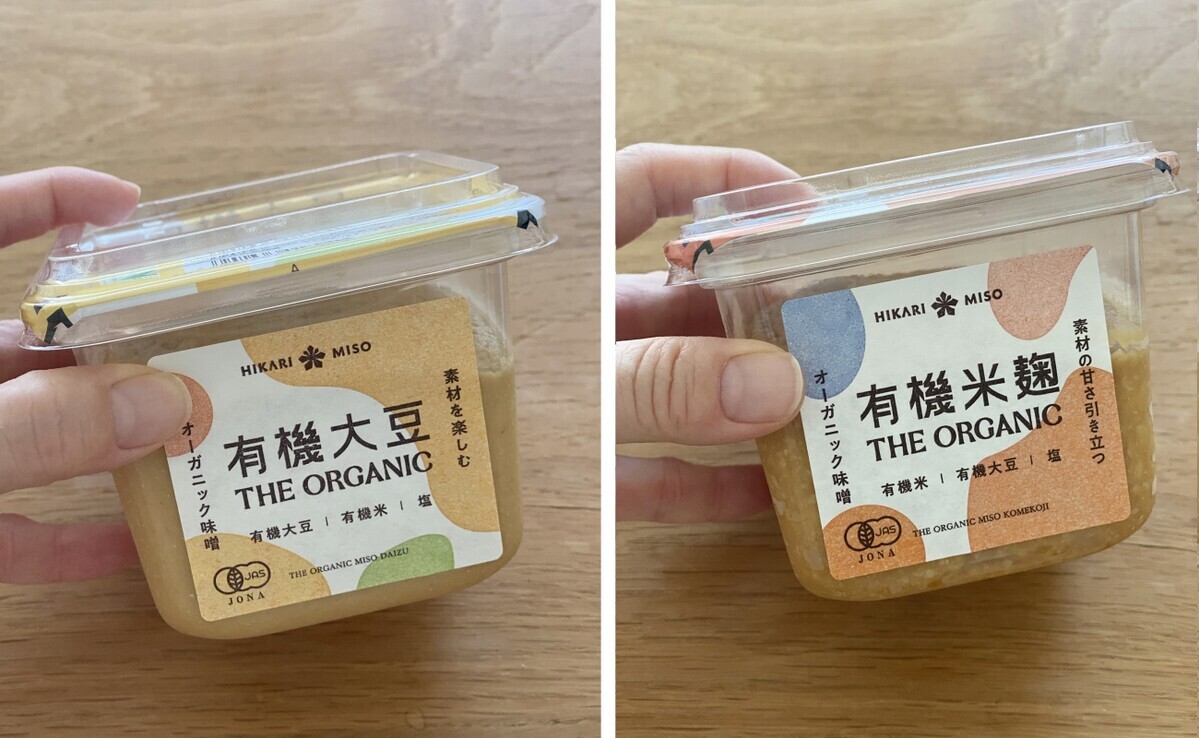 HIKARI MISO
素材を楽しむ
有機大豆
THE ORGANIC
オーガニック味噌
有機大豆 | 有機米 | 塩
THE ORGANIC MISO DAIZU
JAS
JONA
HIKARI MISO
素材の甘さ引き立つ
有機米麹
THE ORGANIC
オーガニック味噌
有機米 | 有機大豆 | 塩
THE ORGANIC MISO KOMEKOJI
JAS
JONA